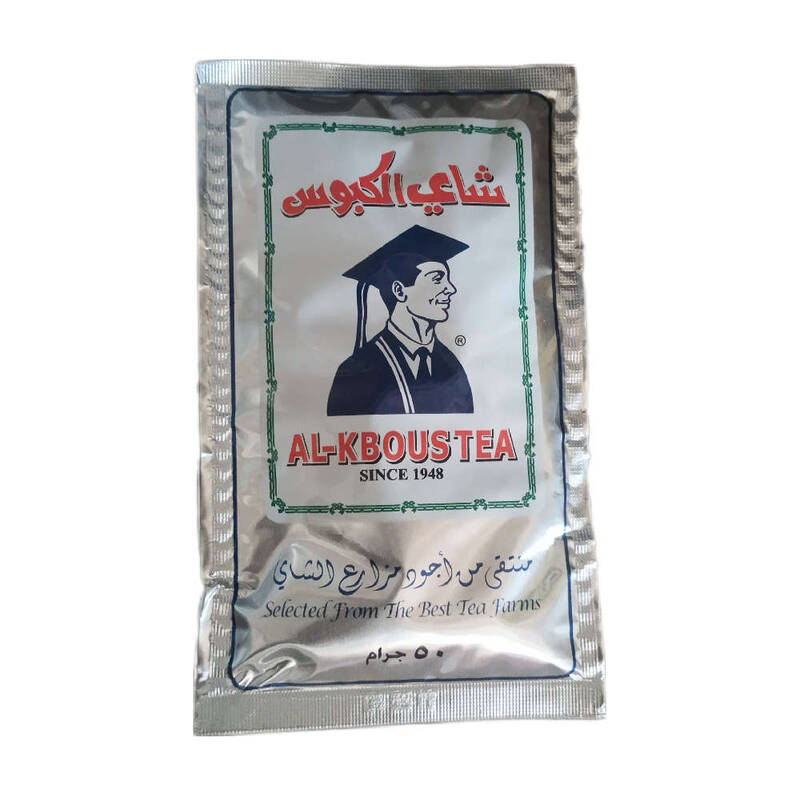 شاي الكبوس
®
AL-KBOUS TEA
SINCE 1948
منتقى من أجود مزارع الشاي
Selected From The Best Tea Farms
٥٠ جرام